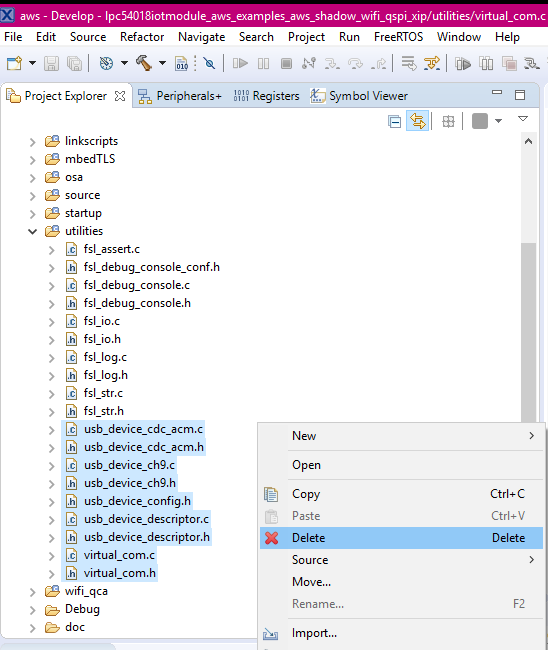 aws - Develop - lpc54018iotmodule_aws_examples_aws_shadow_wifi_qspi_xip/utilities/virtual_com.c
File Edit Source Refactor Navigate Search Project Run FreeRTOS Window Help
010
Project Explorer Peripherals+ 1010 0101 Registers Symbol Viewer
linkscripts
mbedTLS
osa
source
startup
utilities
.c fsl_assert.c
.h fsl_debug_console_conf.h
.c fsl_debug_console.c
.h fsl_debug_console.h
.c fsl_io.c
.h fsl_io.h
.c fsl_log.c
.h fsl_log.h
.c fsl_str.c
.h fsl_str.h
.c usb_device_cdc_acm.c
.h usb_device_cdc_acm.h
.c usb_device_ch9.c
.h usb_device_ch9.h
.h usb_device_config.h
.c usb_device_descriptor.c
.h usb_device_descriptor.h
.c virtual_com.c
.h virtual_com.h
wifi_qca
Debug
doc
New
Open
Copy Ctrl+C
Paste Ctrl+V
Delete Delete
Source
Move...
Rename... F2
Import...